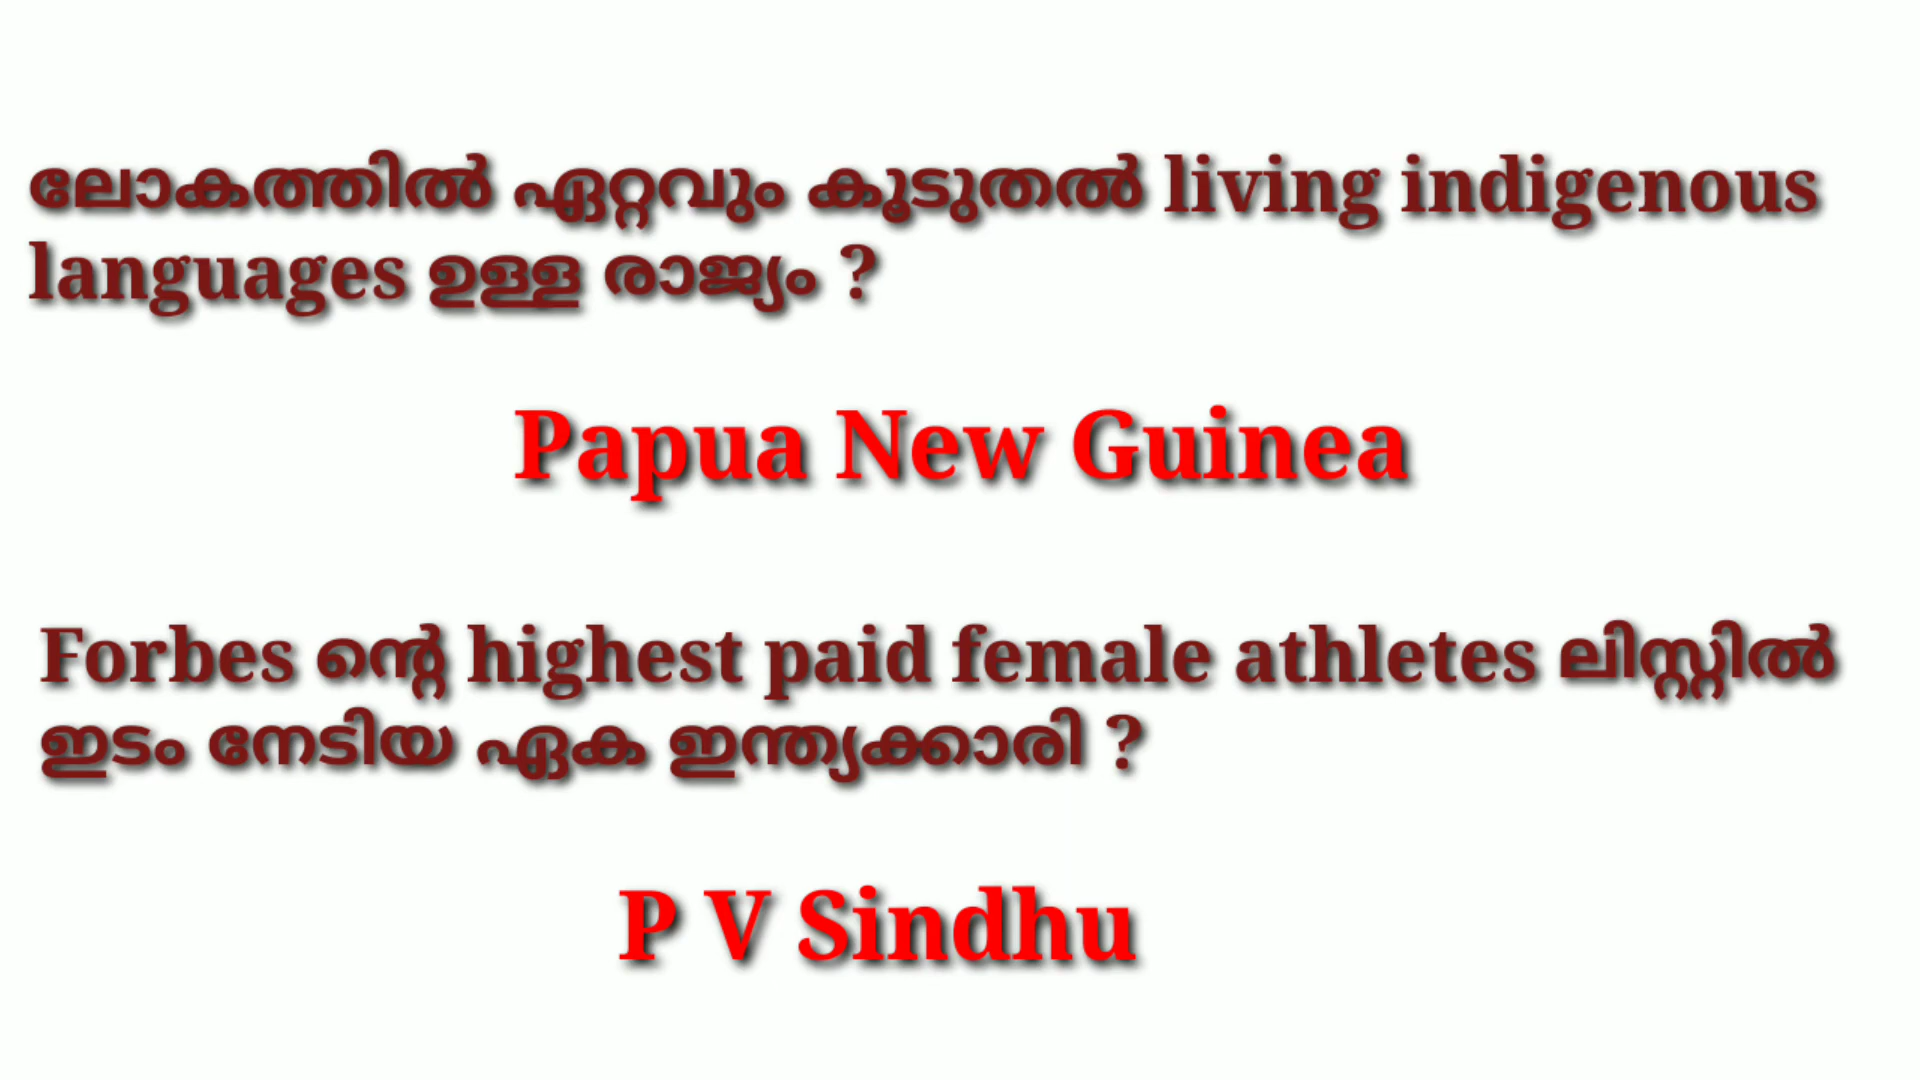 ലോകത്തിൽ ഏറ്റവും കൂടുതൽ living indigenous
languages ഉള്ള രാജ്യം ?
Papua New Guinea
Forbes ന്റെ highest paid female athletes ലിസ്റ്റിൽ
ഇടം നേടിയ ഏക ഇന്ത്യക്കാരി ?
P V Sindhu